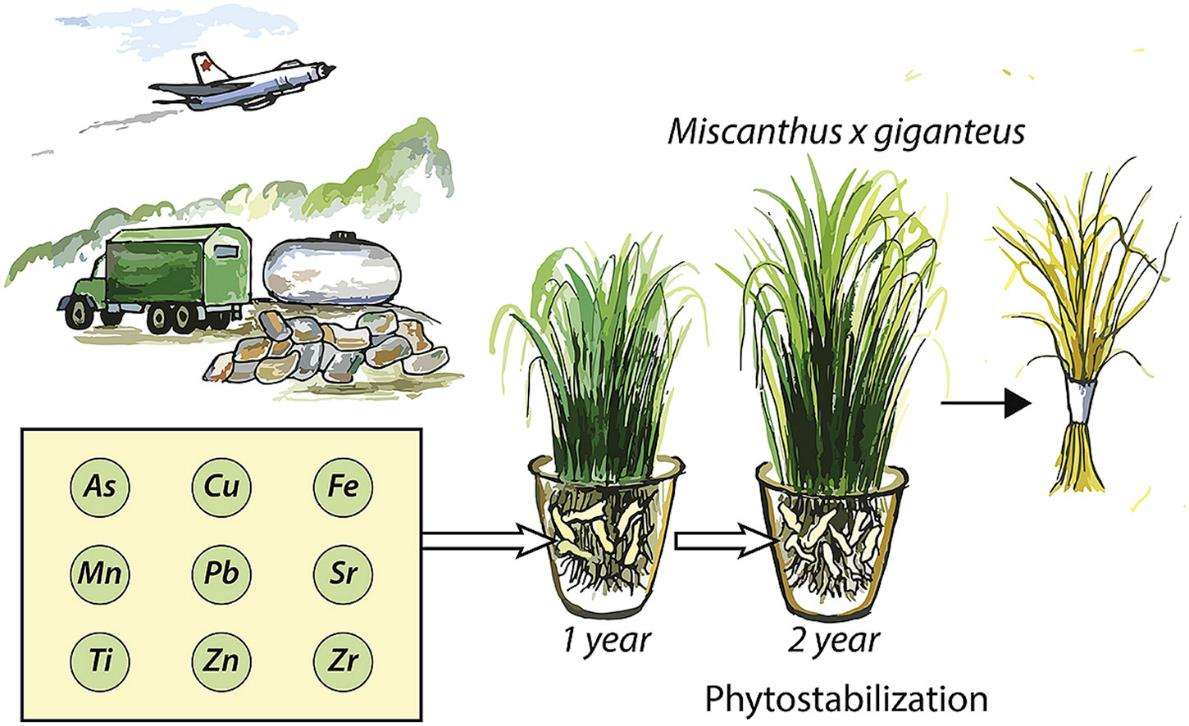 Miscanthus x giganteus
As Cu Fe
Mn Pb Sr
Ti Zn Zr
1 year 2 year
Phytostabilization